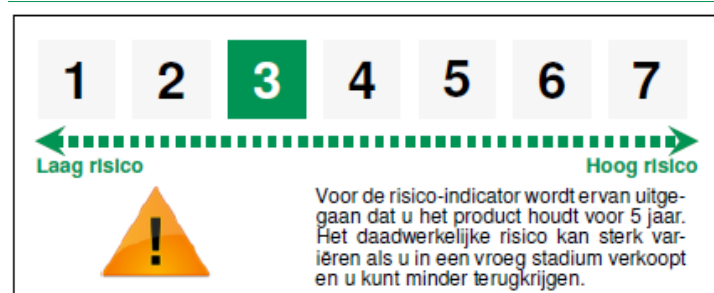 1 2 3 4 5 6 7
Laag risico Hoog risico
!
Voor de risico-indicator wordt ervan uitge-
gaan dat u het product houdt voor 5 jaar.
Het daadwerkelijke risico kan sterk var-
iëren als u in een vroeg stadium verkoopt
en u kunt minder terugkrijgen.